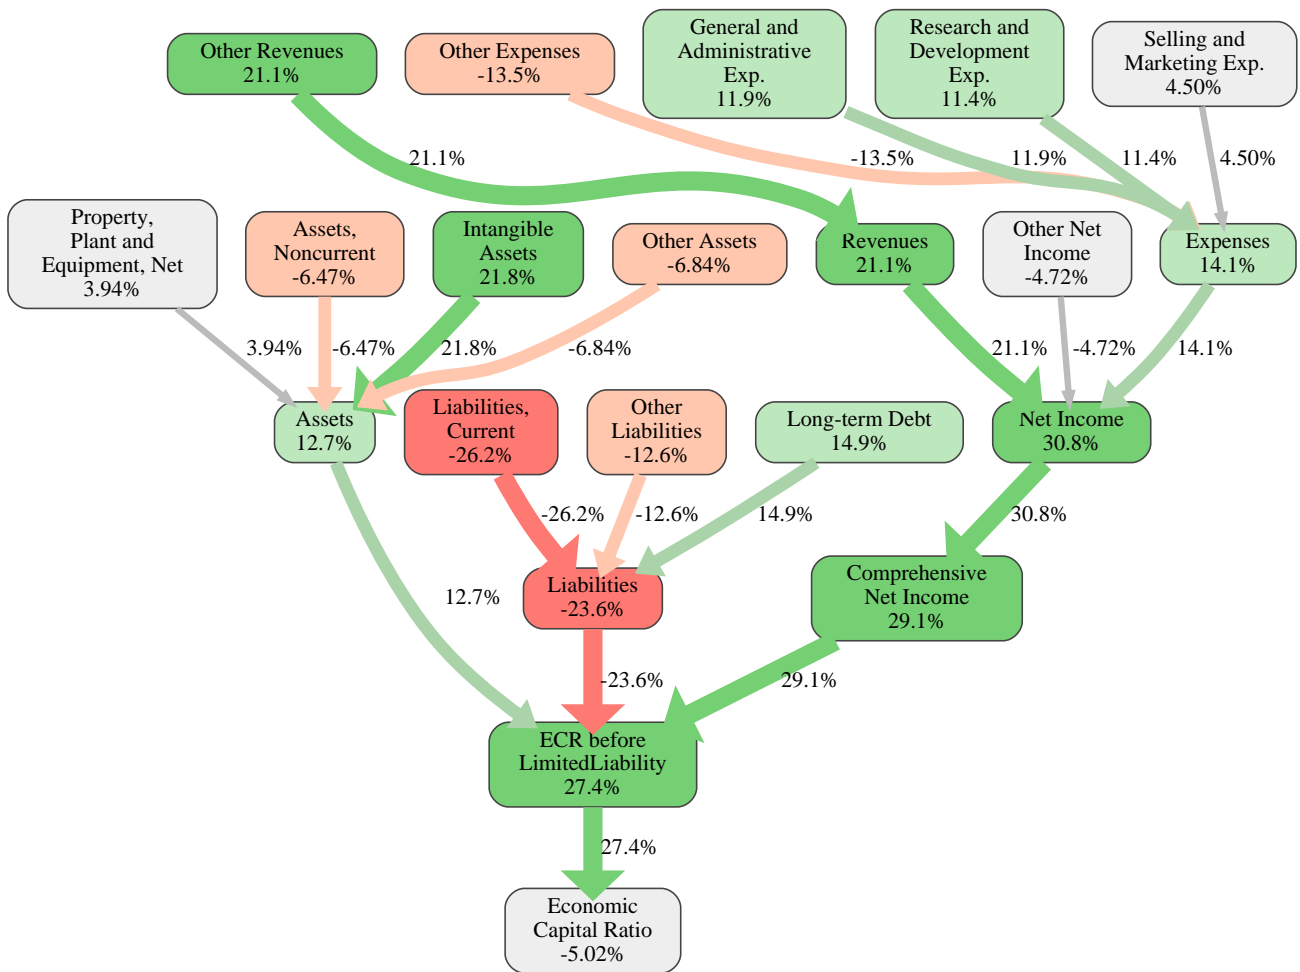 Other Revenues
21.1%
Other Expenses
-13.5%
General and
Administrative
Exp.
11.9%
Research and
Development
Exp.
11.4%
Selling and
Marketing Exp.
4.50%
21.1%
-13.5%
11.9%
11.4%
4.50%
Property,
Plant and
Equipment, Net
3.94%
Assets,
Noncurrent
-6.47%
Intangible
Assets
21.8%
Other Assets
-6.84%
Revenues
21.1%
Other Net
Income
-4.72%
Expenses
14.1%
3.94%
-6.47%
21.8%
-6.84%
21.1%
-4.72%
14.1%
Assets
12.7%
Liabilities,
Current
-26.2%
Other
Liabilities
-12.6%
Long-term Debt
14.9%
Net Income
30.8%
-26.2%
-12.6%
14.9%
30.8%
12.7%
Liabilities
-23.6%
Comprehensive
Net Income
29.1%
-23.6%
29.1%
ECR before
LimitedLiability
27.4%
27.4%
Economic
Capital Ratio
-5.02%